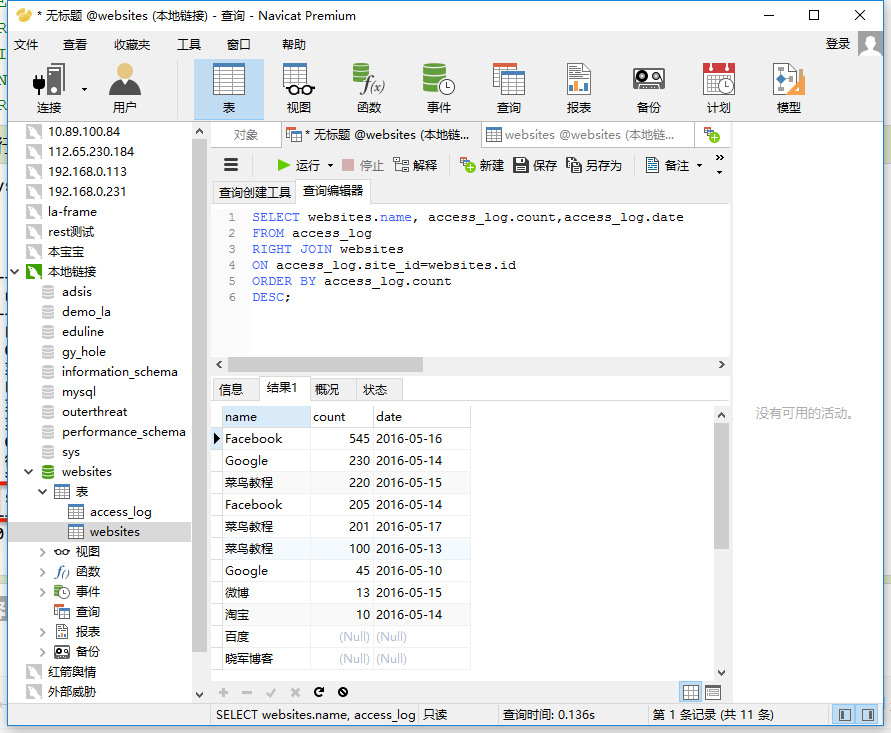 * 无标题 @websites (本地链接) - 查询 - Navicat Premium
文件 查看 收藏夹 工具 窗口 帮助 登录
连接 用户 表 视图 函数 事件 查询 报表 备份 计划 模型
10.89.100.84
112.65.230.184
192.168.0.113
192.168.0.231
la-frame
rest测试
本宝宝
本地链接
adsis
demo_la
eduline
gy_hole
information_schema
mysql
outerthreat
performance_schema
sys
websites
表
access_log
websites
视图
函数
事件
查询
报表
备份
红箭舆情
外部威胁
对象 * 无标题 @websites (本地链... websites @websites (本地链...
运行 停止 解释 新建 保存 另存为 备注
查询创建工具 查询编辑器
1 SELECT websites.name, access_log.count,access_log.date
2 FROM access_log
3 RIGHT JOIN websites
4 ON access_log.site_id=websites.id
5 ORDER BY access_log.count
6 DESC;
信息 结果1 概况 状态
name count date
Facebook 545 2016-05-16
Google 230 2016-05-14
菜鸟教程 220 2016-05-15
Facebook 205 2016-05-14
菜鸟教程 201 2016-05-17
菜鸟教程 100 2016-05-13
Google 45 2016-05-10
微博 13 2016-05-15
淘宝 10 2016-05-14
百度 (Null) (Null)
晓军博客 (Null) (Null)
没有可用的活动。
SELECT websites.name, access_log 只读 查询时间: 0.136s 第 1 条记录 (共 11 条)